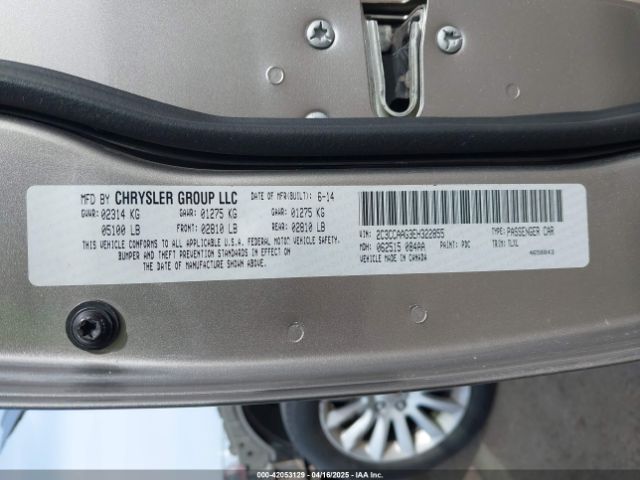 MFD BY CHRYSLER GROUP LLC DATE OF MFR(BUILT): 6-14
GVWR: 02314 KG GAWR: 01275 KG GAWR: 01275 KG
05100 LB FRONT: 02810 LB REAR: 02810 LB
THIS VEHICLE CONFORMS TO ALL APPLICABLE U.S.A. FEDERAL MOTOR VEHICLE SAFETY,
BUMPER AND THEFT PREVENTION STANDARDS IN EFFECT ON
THE DATE OF MANUFACTURE SHOWN ABOVE.
VIN: 2C3CCAAG3EH322855 TYPE: PASSENGER CAR
MDH: 062515 084AA PAINT: PDC TRIM: TLXL
VEHICLE MADE IN CANADA
000-42053129 - 04/16/2025 - IAAI.COM